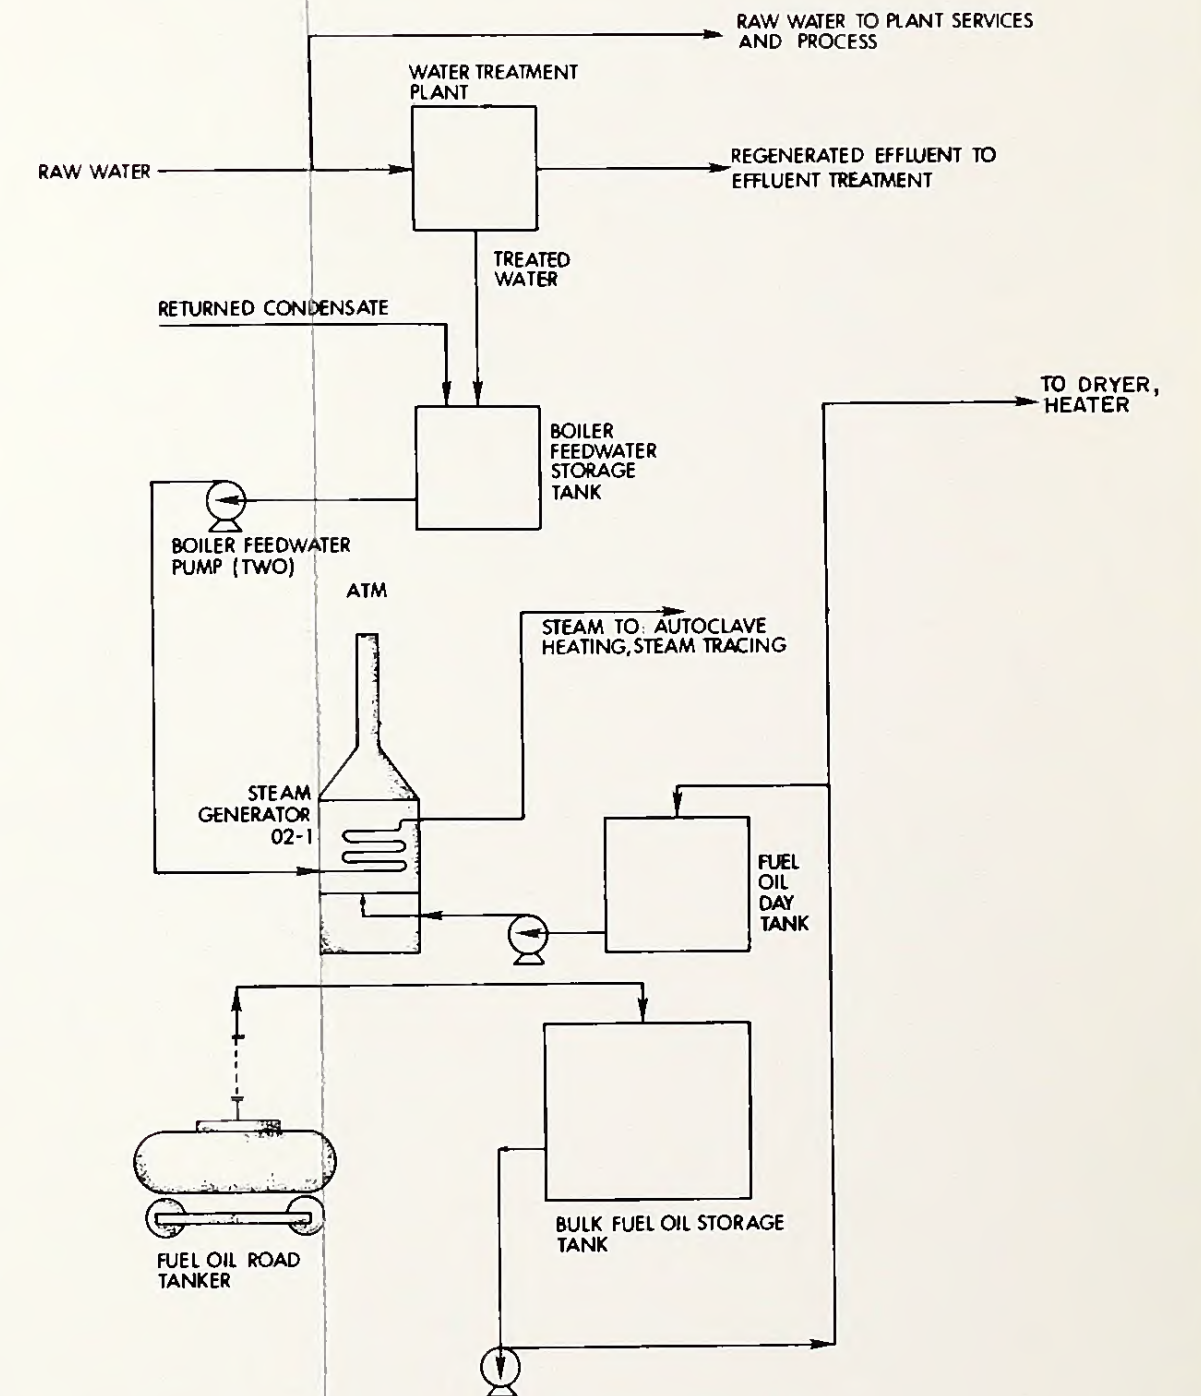 RAW WATER TO PLANT SERVICES
AND PROCESS
WATER TREATMENT
PLANT
RAW WATER
REGENERATED EFFLUENT TO
EFFLUENT TREATMENT
TREATED
WATER
RETURNED CONDENSATE
TO DRYER,
HEATER
BOILER
FEEDWATER
STORAGE
TANK
BOILER FEEDWATER
PUMP (TWO)
ATM
STEAM TO: AUTOCLAVE
HEATING, STEAM TRACING
STEAM
GENERATOR
02-1
FUEL
OIL
DAY
TANK
BULK FUEL OIL STORAGE
TANK
FUEL OIL ROAD
TANKER